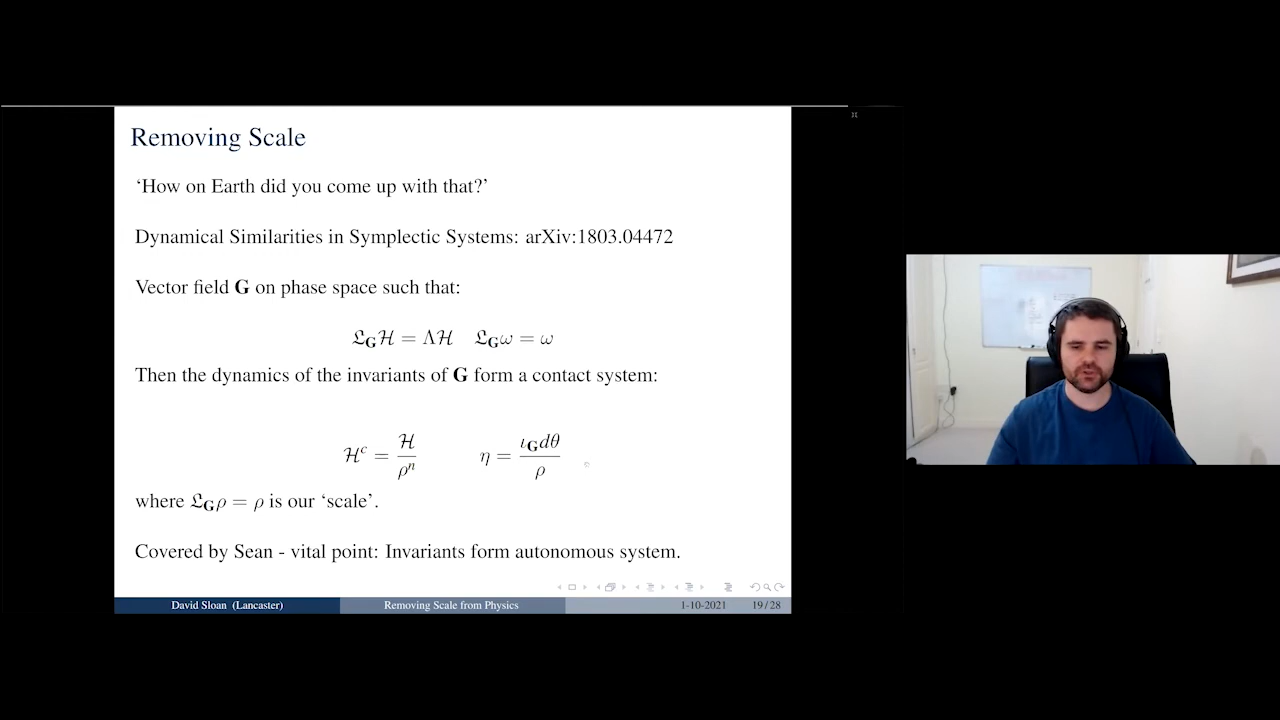 Removing Scale
‘How on Earth did you come up with that?’
Dynamical Similarities in Symplectic Systems: arXiv:1803.04472
Vector field G on phase space such that:
𝔏_G ℋ = Λℋ 𝔏_G ω = ω
Then the dynamics of the invariants of G form a contact system:
ℋ^c = ℋ/ρ^n η = ι_G dθ/ρ
where 𝔏_G ρ = ρ is our ‘scale’.
Covered by Sean - vital point: Invariants form autonomous system.
David Sloan (Lancaster) Removing Scale from Physics 1-10-2021 19/28